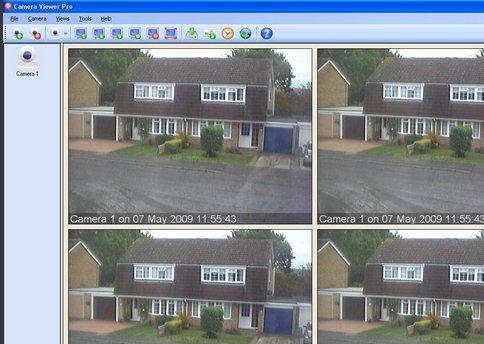 Camera Viewer Pro
File Camera Views Tools Help
Camera 1
Camera 1 on 07 May 2009 11:55:43
Camera 1 on 07 May 2009 11:55:43